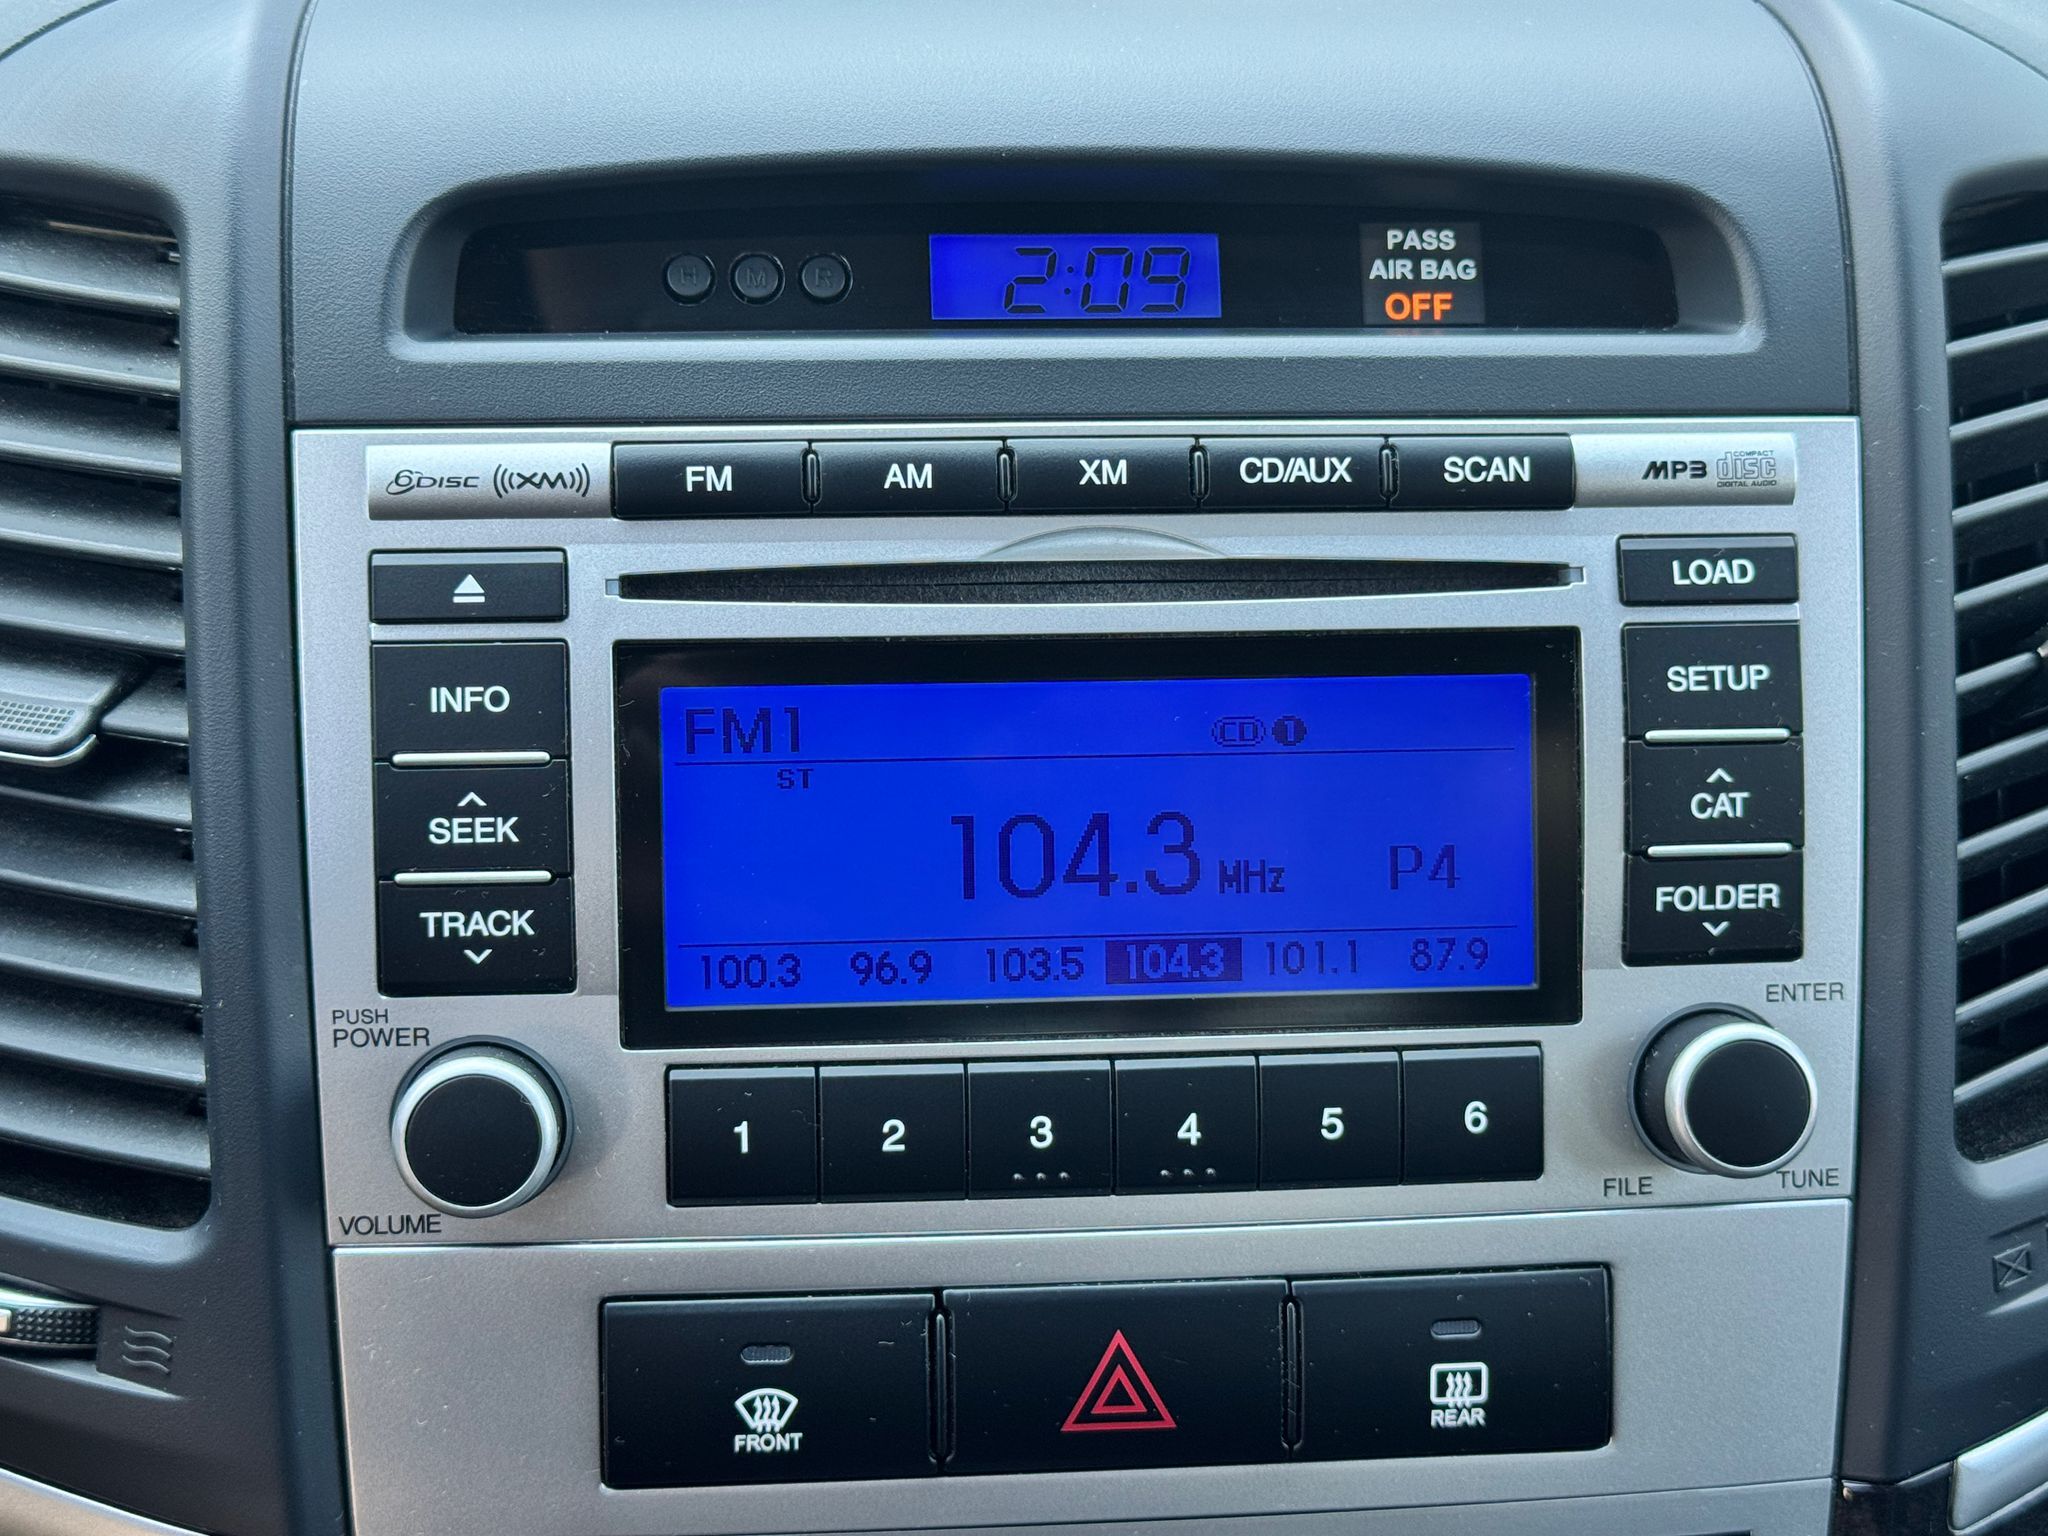 H M R
2:09
PASS
AIR BAG
OFF
6DISC ((XM))
FM
AM
XM
CD/AUX
SCAN
MP3
COMPACT
disc
DIGITAL AUDIO
LOAD
INFO
SEEK
TRACK
SETUP
CAT
FOLDER
FM1
CD 1
ST
104.3 MHz
P4
100.3 96.9 103.5 104.3 101.1 87.9
PUSH
POWER
VOLUME
ENTER
FILE
TUNE
1 2 3 4 5 6
FRONT
REAR